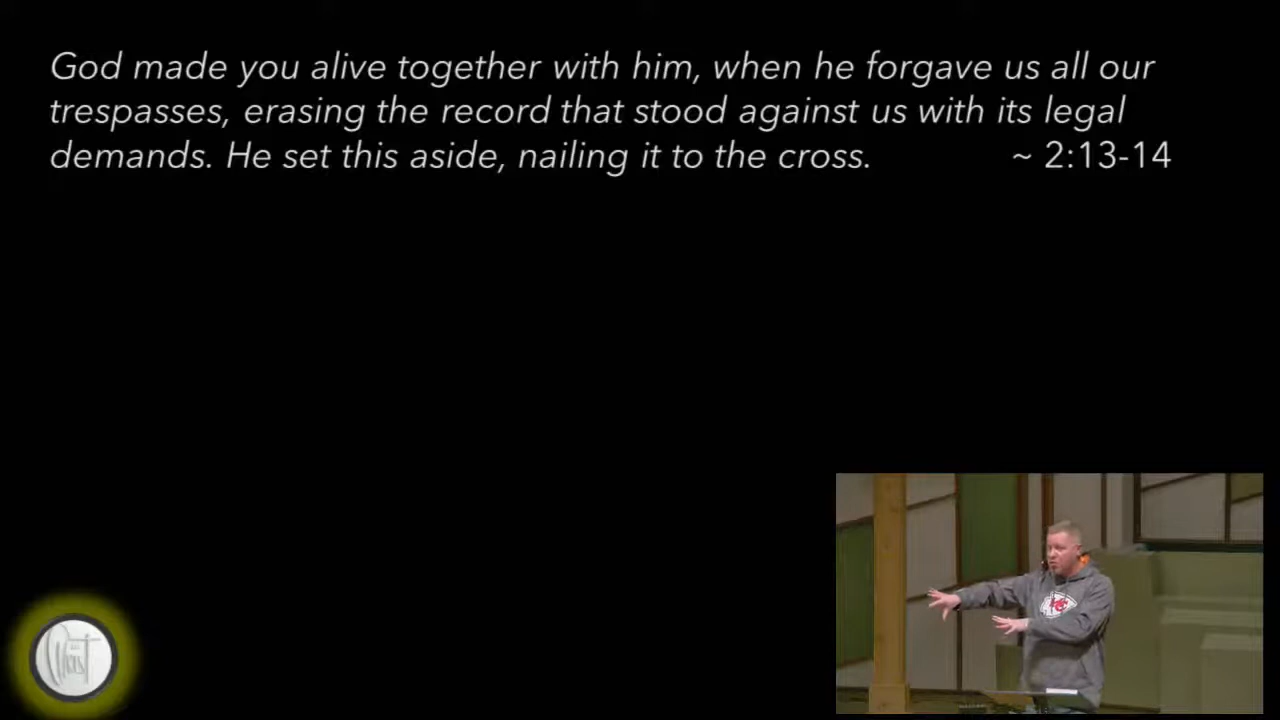 God made you alive together with him, when he forgave us all our
trespasses, erasing the record that stood against us with its legal
demands. He set this aside, nailing it to the cross. ~ 2:13-14
KC